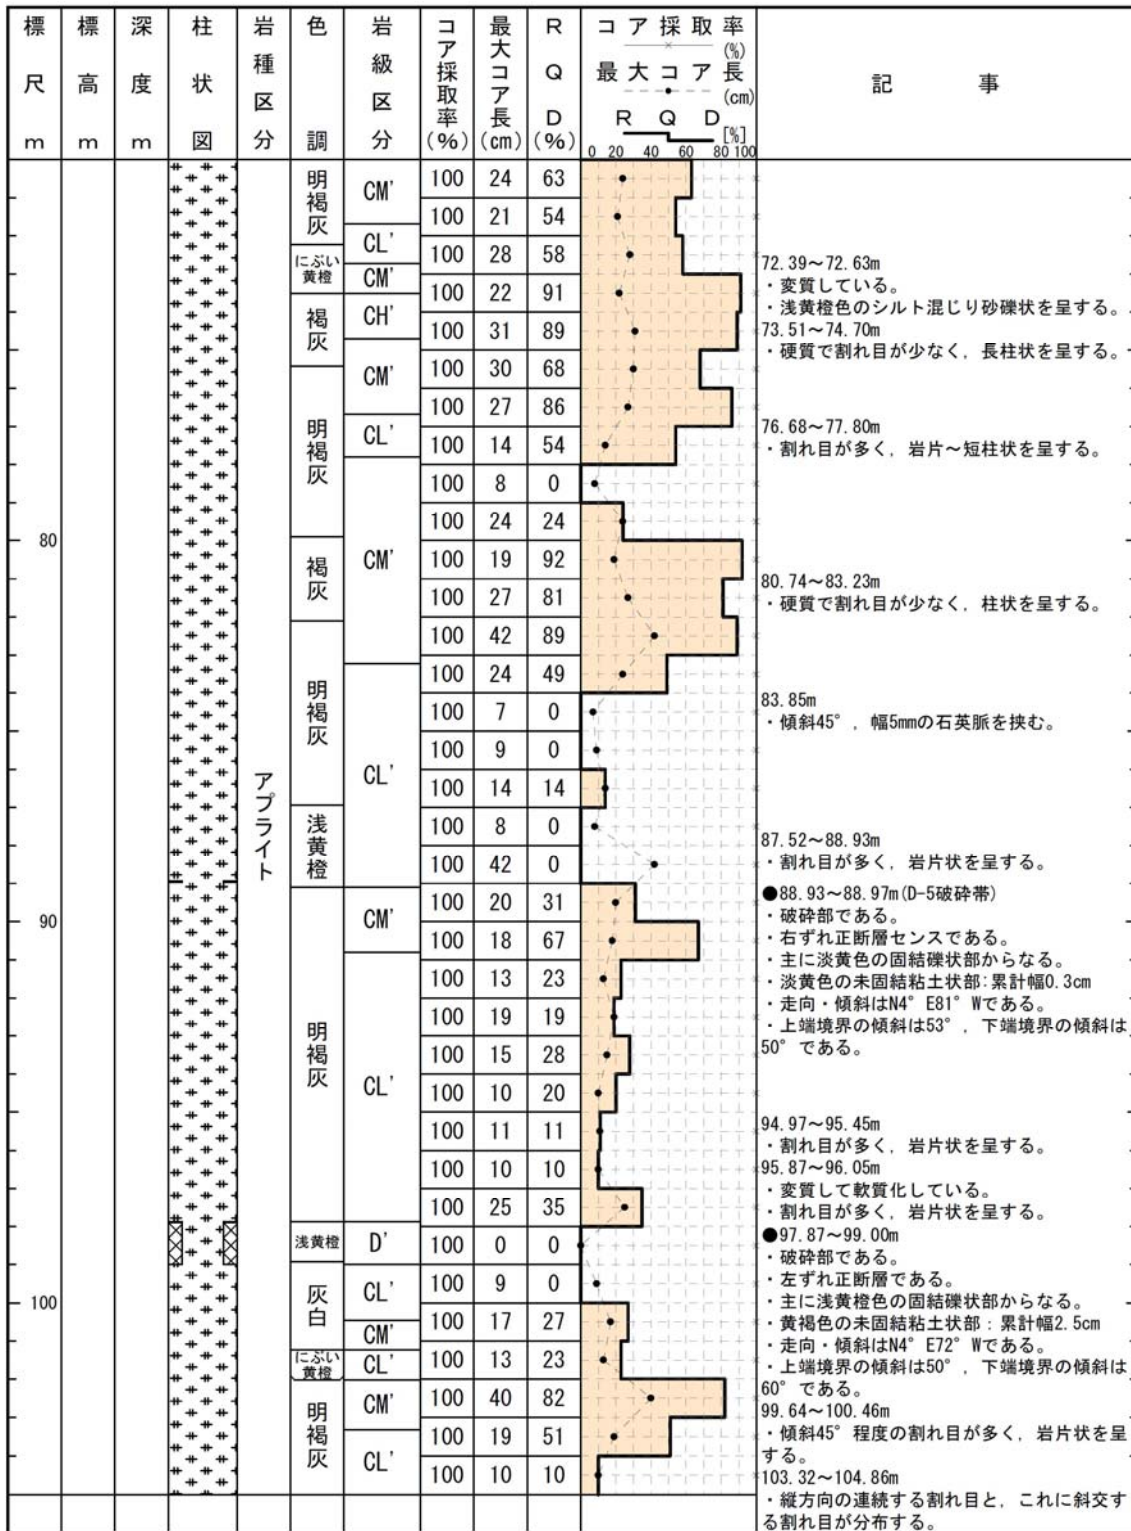 標尺m
標高m
深度m
柱状図
岩種区分
色調
岩級区分
コア採取率(%)
最大コア長(cm)
RQD(%)
コア採取率(%)
最大コア長(cm)
RQD[%]
0 20 40 60 80 100
記事
80
90
100
アプライト
明褐灰
にぶい黄橙
褐灰
明褐灰
褐灰
明褐灰
浅黄橙
明褐灰
浅黄橙
灰白
にぶい黄橙
明褐灰
CM'
CL'
CM'
CH'
CM'
CL'
CM'
CL'
CM'
CL'
D'
CL'
CM'
CL'
CM'
CL'
100 24 63
100 21 54
100 28 58
100 22 91
100 31 89
100 30 68
100 27 86
100 14 54
100 8 0
100 24 24
100 19 92
100 27 81
100 42 89
100 24 49
100 7 0
100 9 0
100 14 14
100 8 0
100 42 0
100 20 31
100 18 67
100 13 23
100 19 19
100 15 28
100 10 20
100 11 11
100 10 10
100 25 35
100 0 0
100 9 0
100 17 27
100 13 23
100 40 82
100 19 51
100 10 10
72.39～72.63m
・変質している。
・浅黄橙色のシルト混じり砂礫状を呈する。
73.51～74.70m
・硬質で割れ目が少なく，長柱状を呈する。
76.68～77.80m
・割れ目が多く，岩片～短柱状を呈する。
80.74～83.23m
・硬質で割れ目が少なく，柱状を呈する。
83.85m
・傾斜45°，幅5mmの石英脈を挟む。
87.52～88.93m
・割れ目が多く，岩片状を呈する。
●88.93～88.97m(D-5破砕帯)
・破砕部である。
・右ずれ正断層センスである。
・主に淡黄色の固結礫状部からなる。
・淡黄色の未固結粘土状部:累計幅0.3cm
・走向・傾斜はN4°E81°Wである。
・上端境界の傾斜は53°，下端境界の傾斜は
50°である。
94.97～95.45m
・割れ目が多く，岩片状を呈する。
95.87～96.05m
・変質して軟質化している。
・割れ目が多く，岩片状を呈する。
●97.87～99.00m
・破砕部である。
・左ずれ正断層である。
・主に浅黄橙色の固結礫状部からなる。
・黄褐色の未固結粘土状部：累計幅2.5cm
・走向・傾斜はN4°E72°Wである。
・上端境界の傾斜は50°，下端境界の傾斜は
60°である。
99.64～100.46m
・傾斜45°程度の割れ目が多く，岩片状を呈
する。
103.32～104.86m
・縦方向の連続する割れ目と，これに斜交す
る割れ目が分布する。